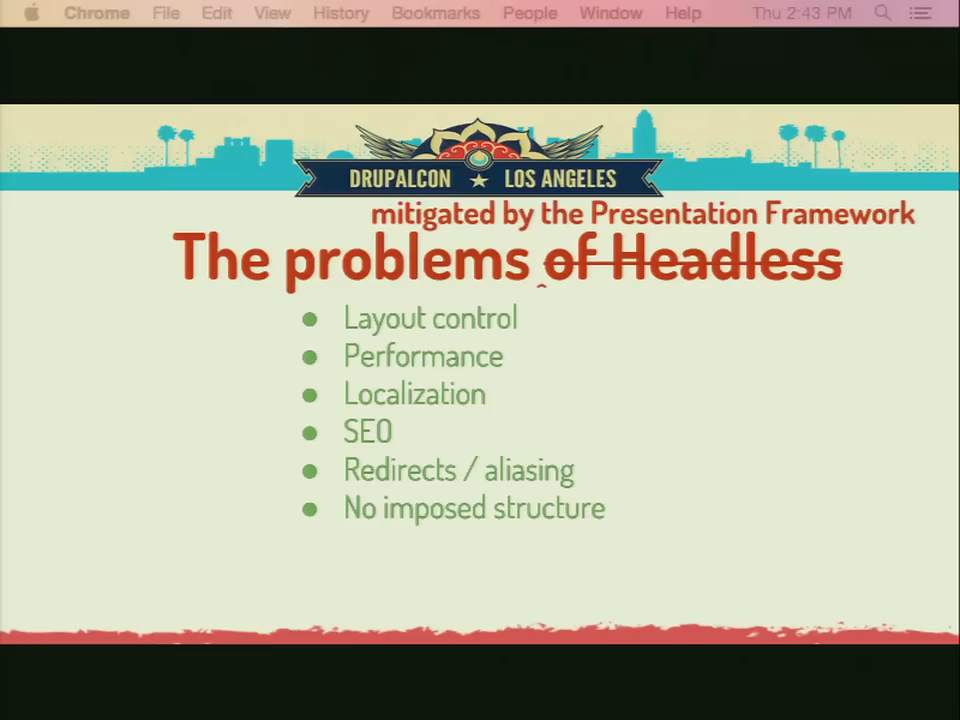 Chrome File Edit View History Bookmarks People Window Help Thu 2:43 PM
DRUPALCON ★ LOS ANGELES
mitigated by the Presentation Framework
The problems of Headless
‸
● Layout control
● Performance
● Localization
● SEO
● Redirects / aliasing
● No imposed structure